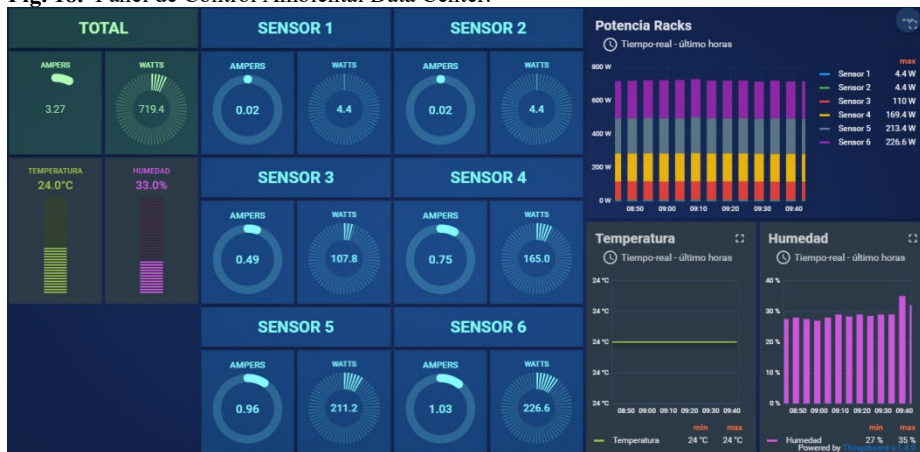 Fig. 18. Panel de Control Ambiental Data Center.
TOTAL
AMPERS
3.27
WATTS
719.4
TEMPERATURA
24.0°C
HUMEDAD
33.0%
SENSOR 1
AMPERS
0.02
WATTS
4.4
SENSOR 2
AMPERS
0.02
WATTS
4.4
SENSOR 3
AMPERS
0.49
WATTS
107.8
SENSOR 4
AMPERS
0.75
WATTS
165.0
SENSOR 5
AMPERS
0.96
WATTS
211.2
SENSOR 6
AMPERS
1.03
WATTS
226.6
Potencia Racks
Tiempo-real - último horas
800 W
600 W
400 W
200 W
0 W
08:50 09:00 09:10 09:20 09:30 09:40
max
Sensor 1 4.4 W
Sensor 2 4.4 W
Sensor 3 110 W
Sensor 4 169.4 W
Sensor 5 213.4 W
Sensor 6 226.6 W
Temperatura
Tiempo-real - último horas
24 °C
24 °C
24 °C
24 °C
24 °C
08:50 09:00 09:10 09:20 09:30 09:40
min max
Temperatura 24 °C 24 °C
Humedad
Tiempo-real - último horas
40 %
30 %
20 %
10 %
0 %
08:50 09:00 09:10 09:20 09:30 09:40
min max
Humedad 27 % 35 %
Powered by Thingsboard